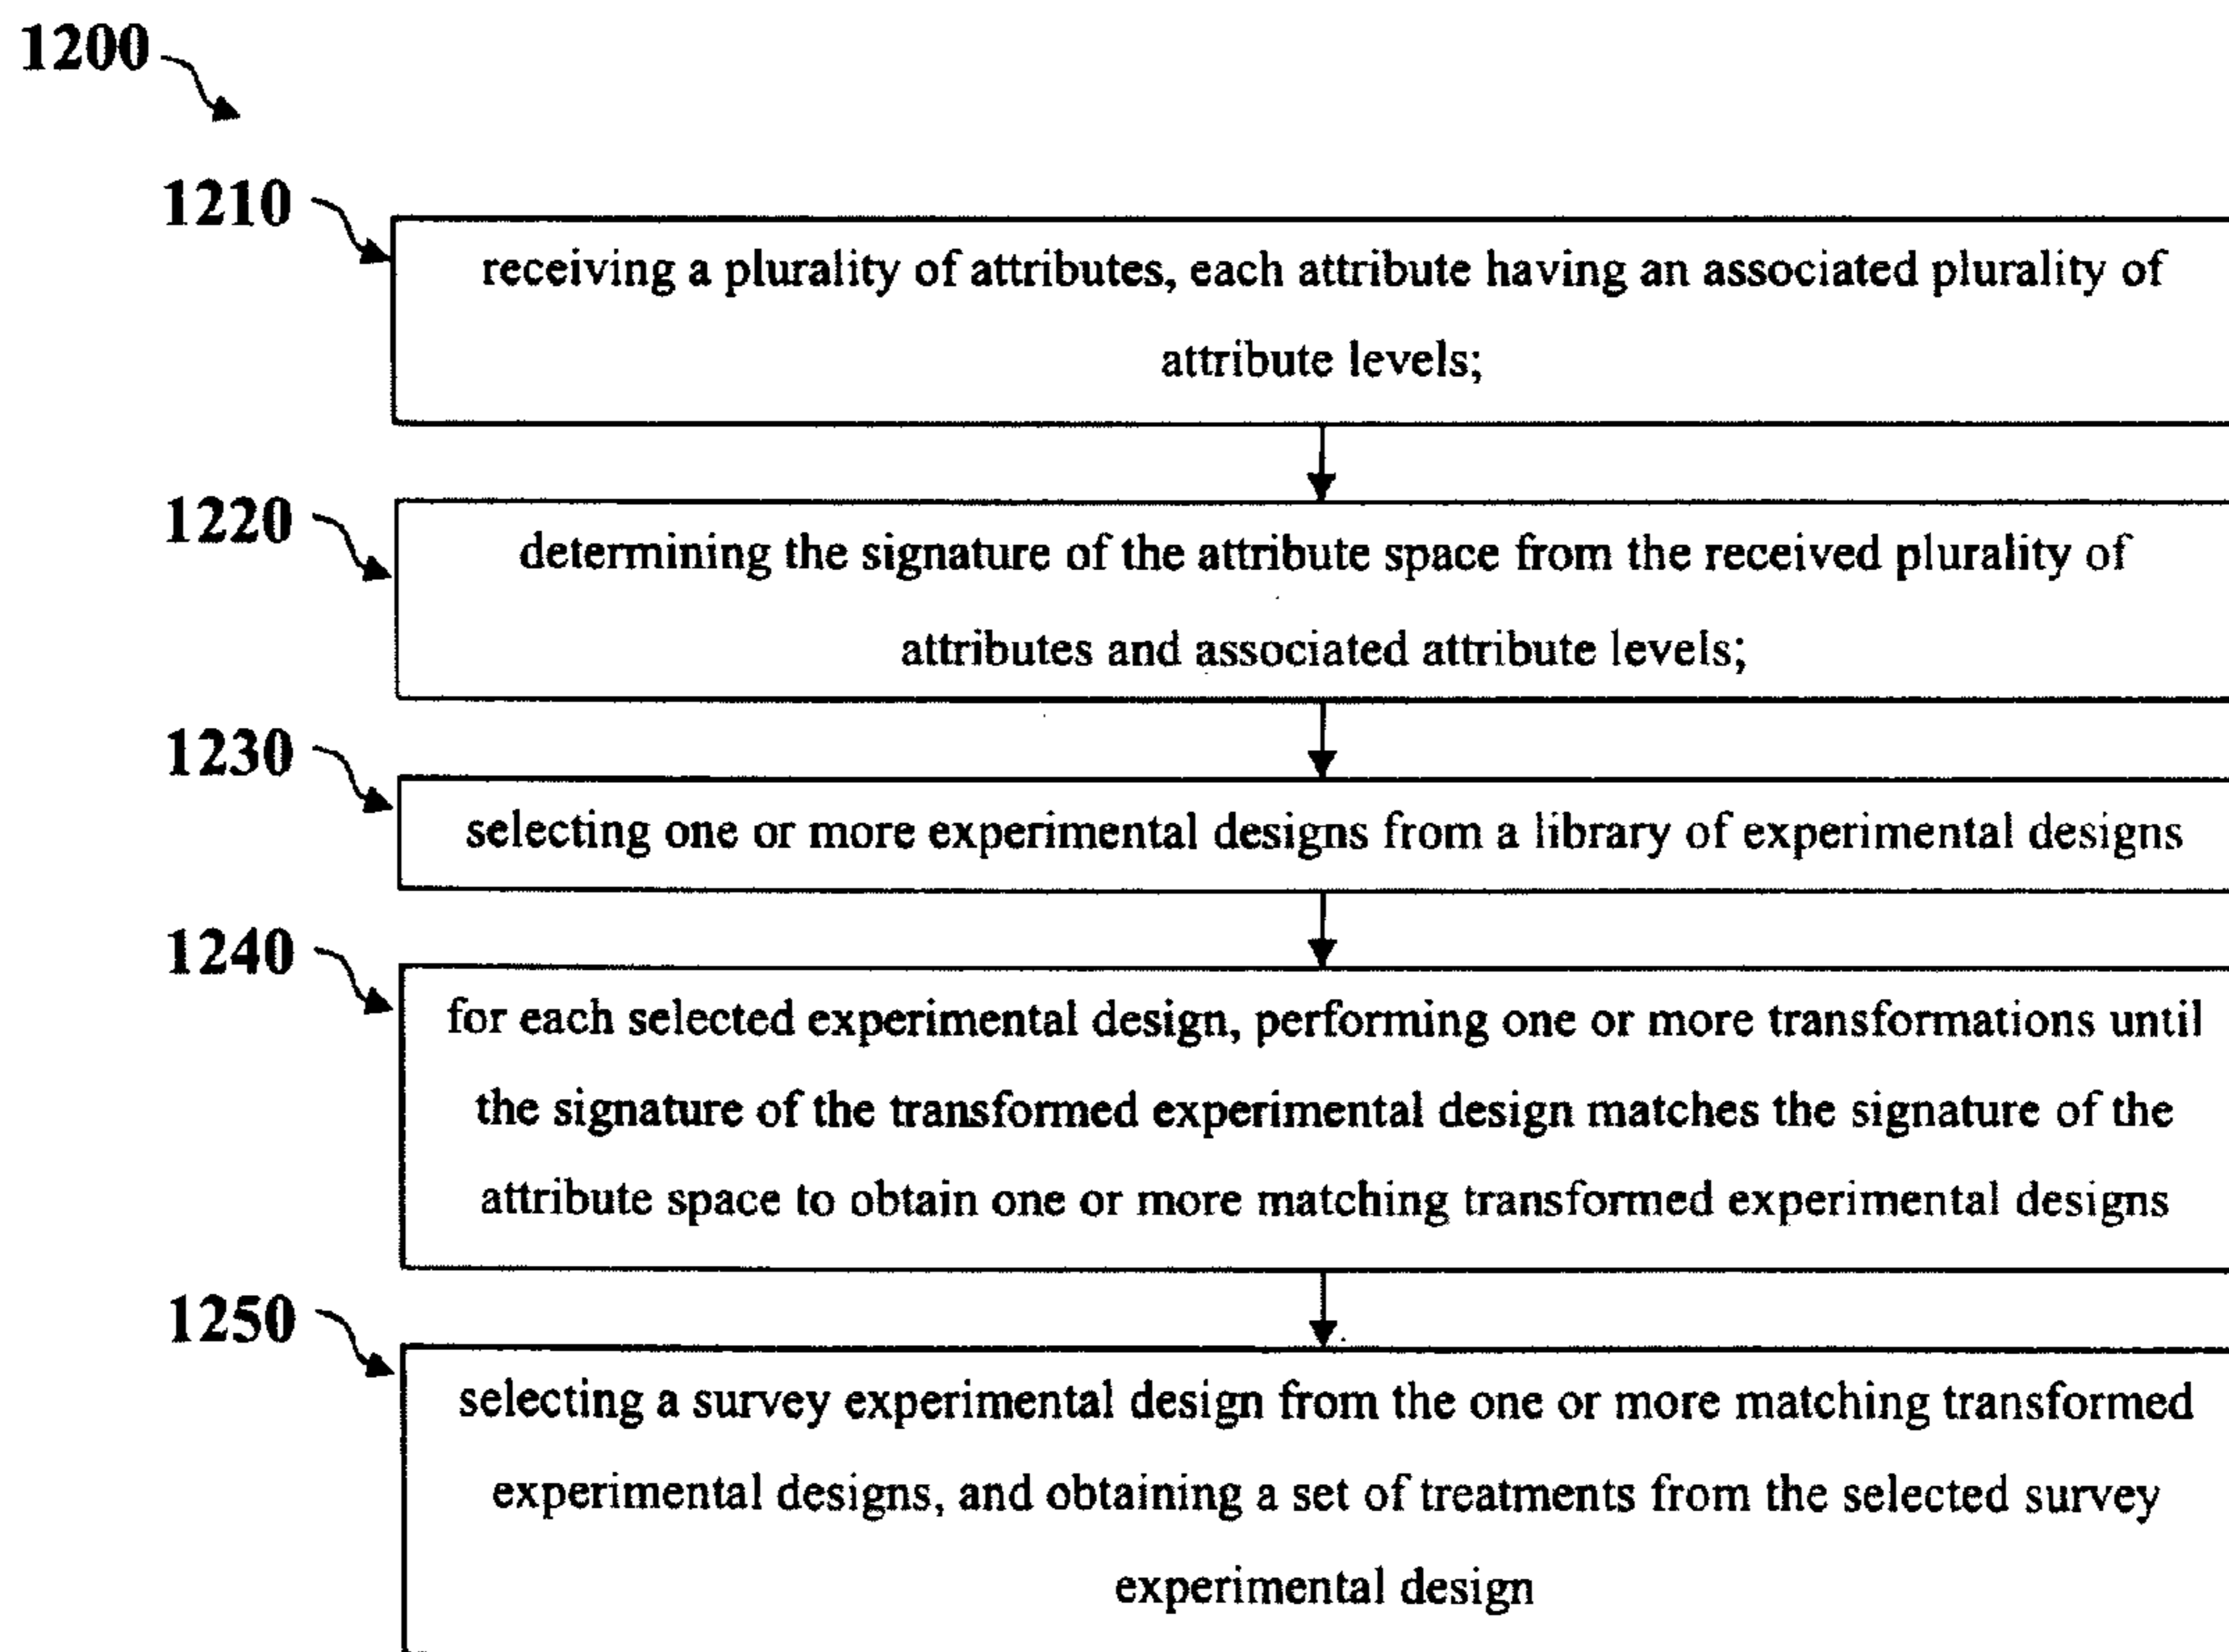 1200
1210
receiving a plurality of attributes, each attribute having an associated plurality of
attribute levels;
1220
determining the signature of the attribute space from the received plurality of
attributes and associated attribute levels;
1230
selecting one or more experimental designs from a library of experimental designs
1240
for each selected experimental design, performing one or more transformations until
the signature of the transformed experimental design matches the signature of the
attribute space to obtain one or more matching transformed experimental designs
1250
selecting a survey experimental design from the one or more matching transformed
experimental designs, and obtaining a set of treatments from the selected survey
experimental design